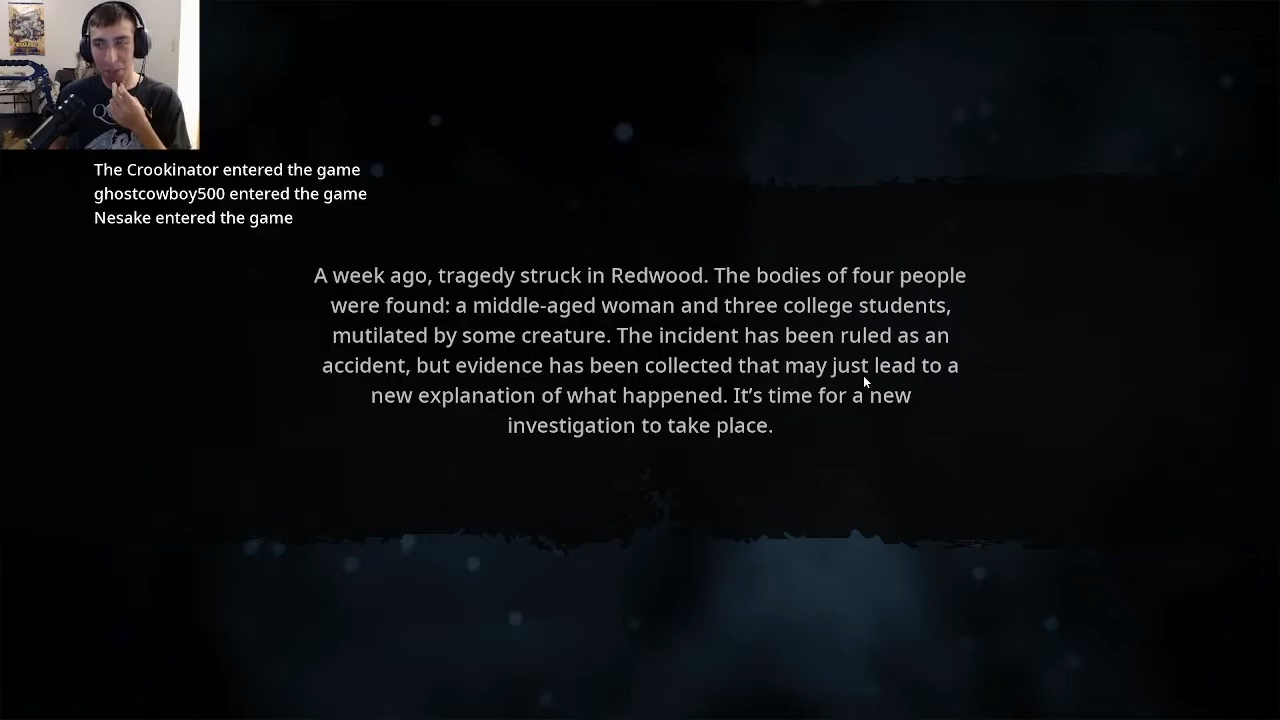 The Crookinator entered the game
ghostcowboy500 entered the game
Nesake entered the game
A week ago, tragedy struck in Redwood. The bodies of four people
were found: a middle-aged woman and three college students,
mutilated by some creature. The incident has been ruled as an
accident, but evidence has been collected that may just lead to a
new explanation of what happened. It’s time for a new
investigation to take place.